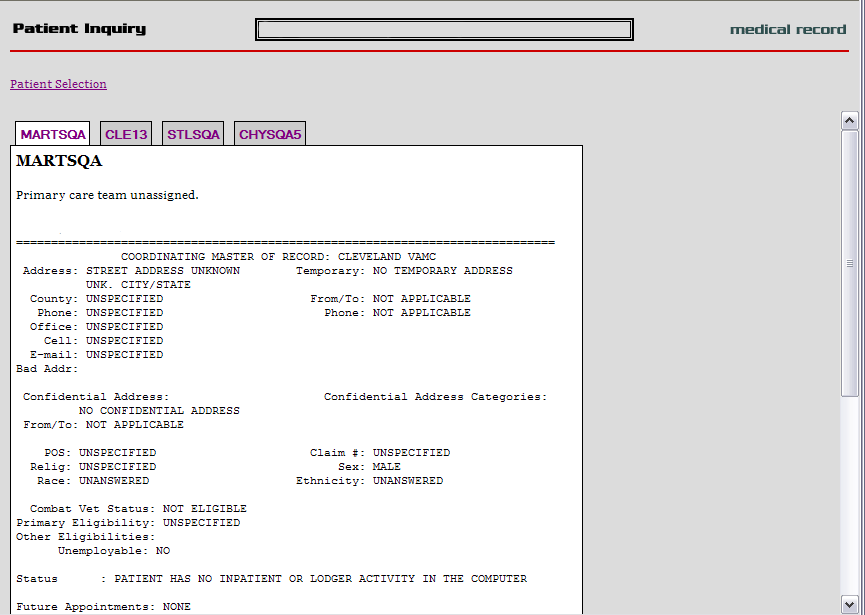 Patient Inquiry
medical record
Patient Selection
MARTSQA CLE13 STLSQA CHYSQA5
MARTSQA
Primary care team unassigned.
=============================================================================
COORDINATING MASTER OF RECORD: CLEVELAND VAMC
Address: STREET ADDRESS UNKNOWN Temporary: NO TEMPORARY ADDRESS
UNK. CITY/STATE
County: UNSPECIFIED From/To: NOT APPLICABLE
Phone: UNSPECIFIED Phone: NOT APPLICABLE
Office: UNSPECIFIED
Cell: UNSPECIFIED
E-mail: UNSPECIFIED
Bad Addr:
Confidential Address: Confidential Address Categories:
NO CONFIDENTIAL ADDRESS
From/To: NOT APPLICABLE
POS: UNSPECIFIED Claim #: UNSPECIFIED
Relig: UNSPECIFIED Sex: MALE
Race: UNANSWERED Ethnicity: UNANSWERED
Combat Vet Status: NOT ELIGIBLE
Primary Eligibility: UNSPECIFIED
Other Eligibilities:
Unemployable: NO
Status : PATIENT HAS NO INPATIENT OR LODGER ACTIVITY IN THE COMPUTER
Future Appointments: NONE